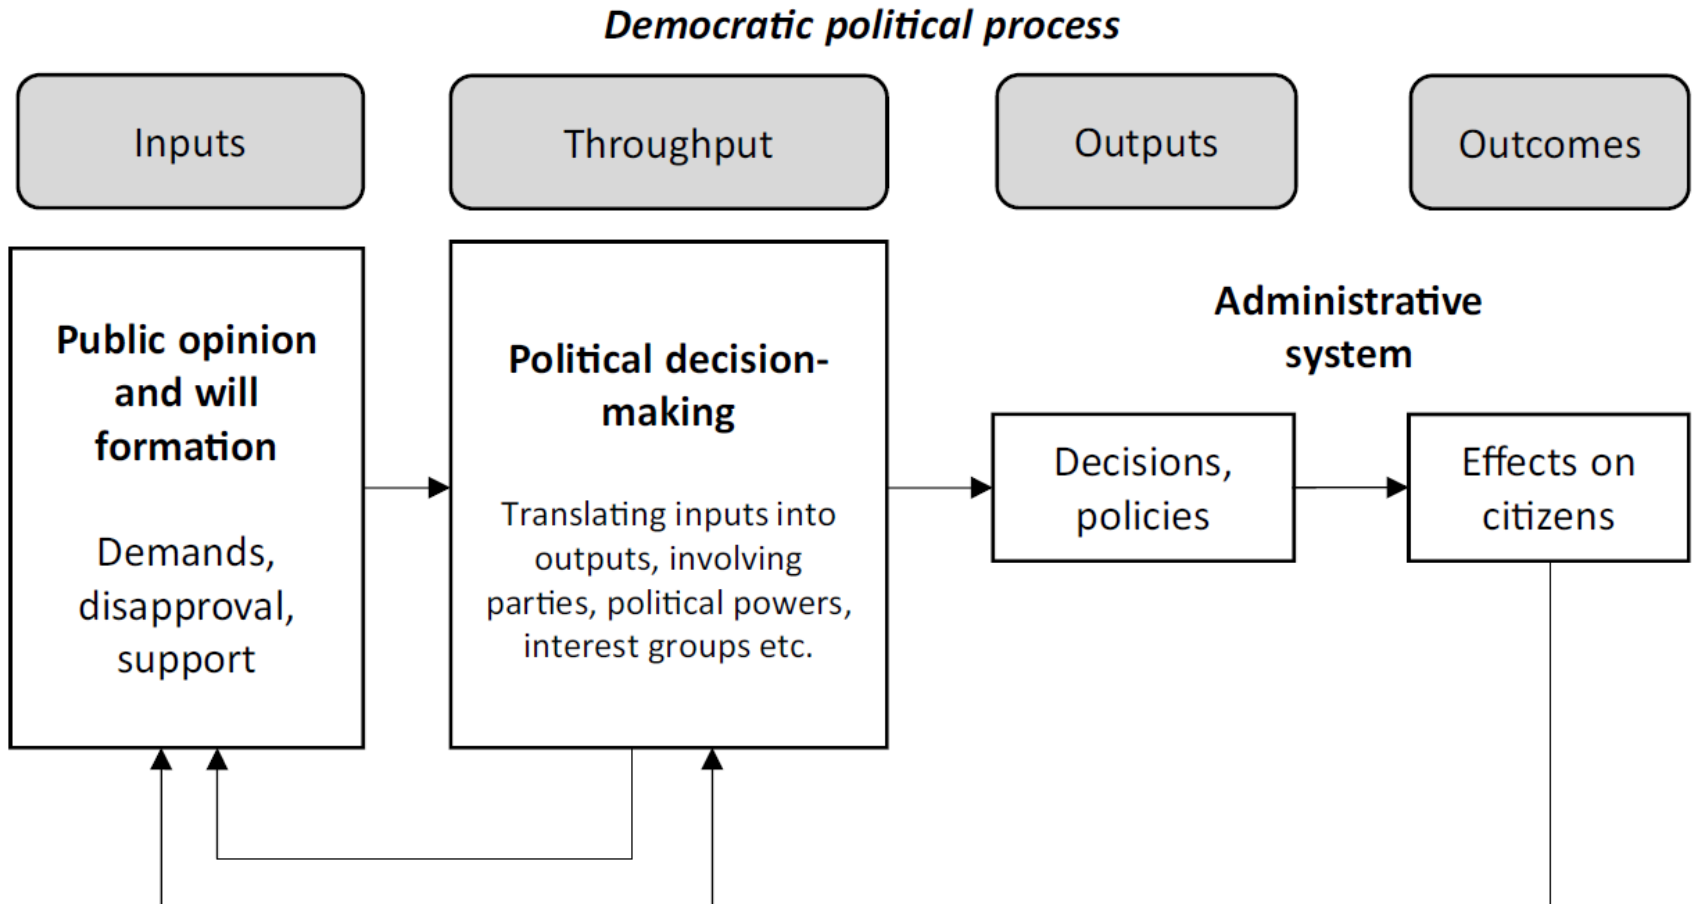 Democratic political process
Inputs
Throughput
Outputs
Outcomes
Public opinion
and will
formation
Demands,
disapproval,
support
Political decision-
making
Translating inputs into
outputs, involving
parties, political powers,
interest groups etc.
Administrative
system
Decisions,
policies
Effects on
citizens